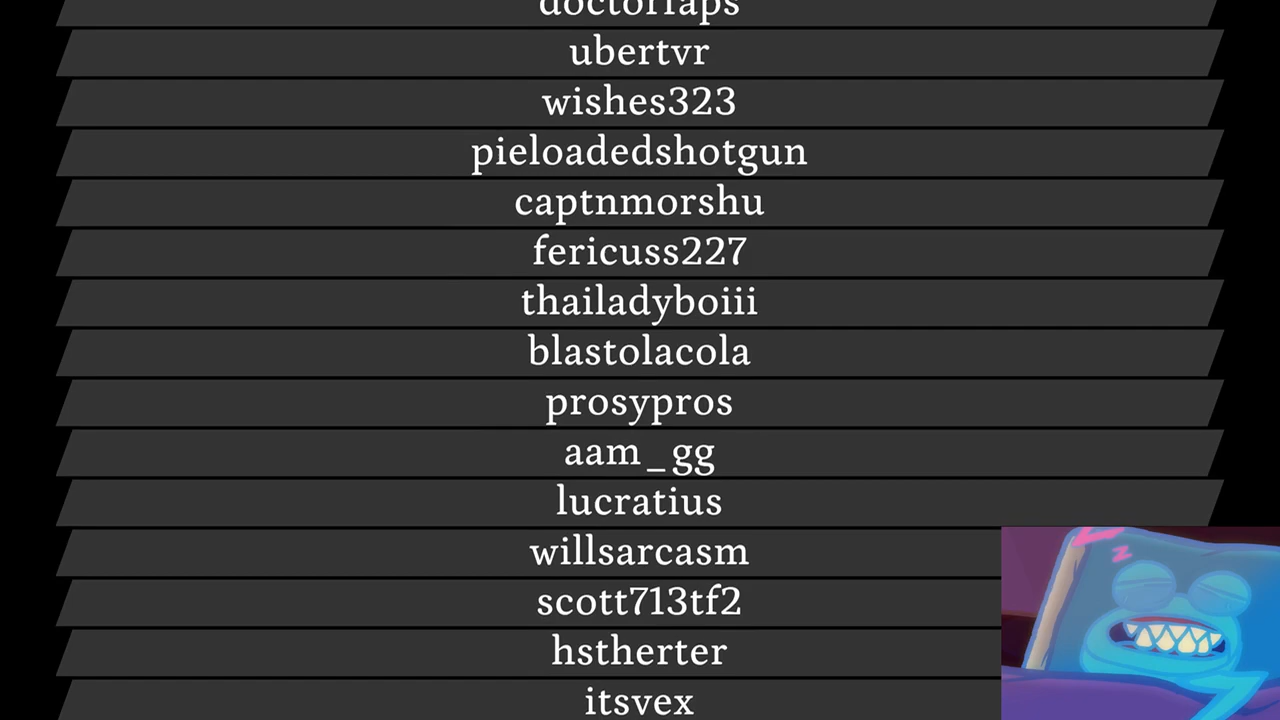 ubertvr
wishes323
pieloadedshotgun
captnmorshu
fericuss227
thailadyboiii
blastolacola
prosypros
aam_gg
lucratius
willsarcasm
scott713tf2
hstherter
itsvex
z